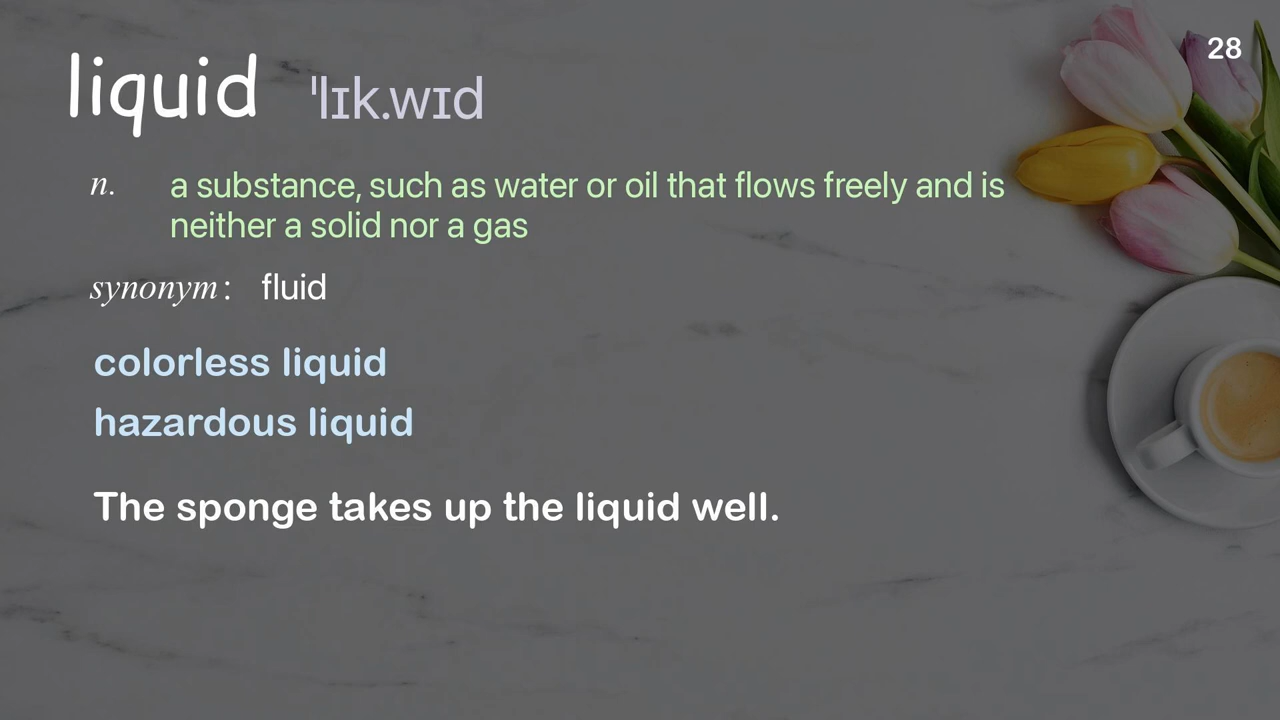 28
liquid ˈlɪk.wɪd
n. a substance, such as water or oil that flows freely and is
neither a solid nor a gas
synonym: fluid
colorless liquid
hazardous liquid
The sponge takes up the liquid well.